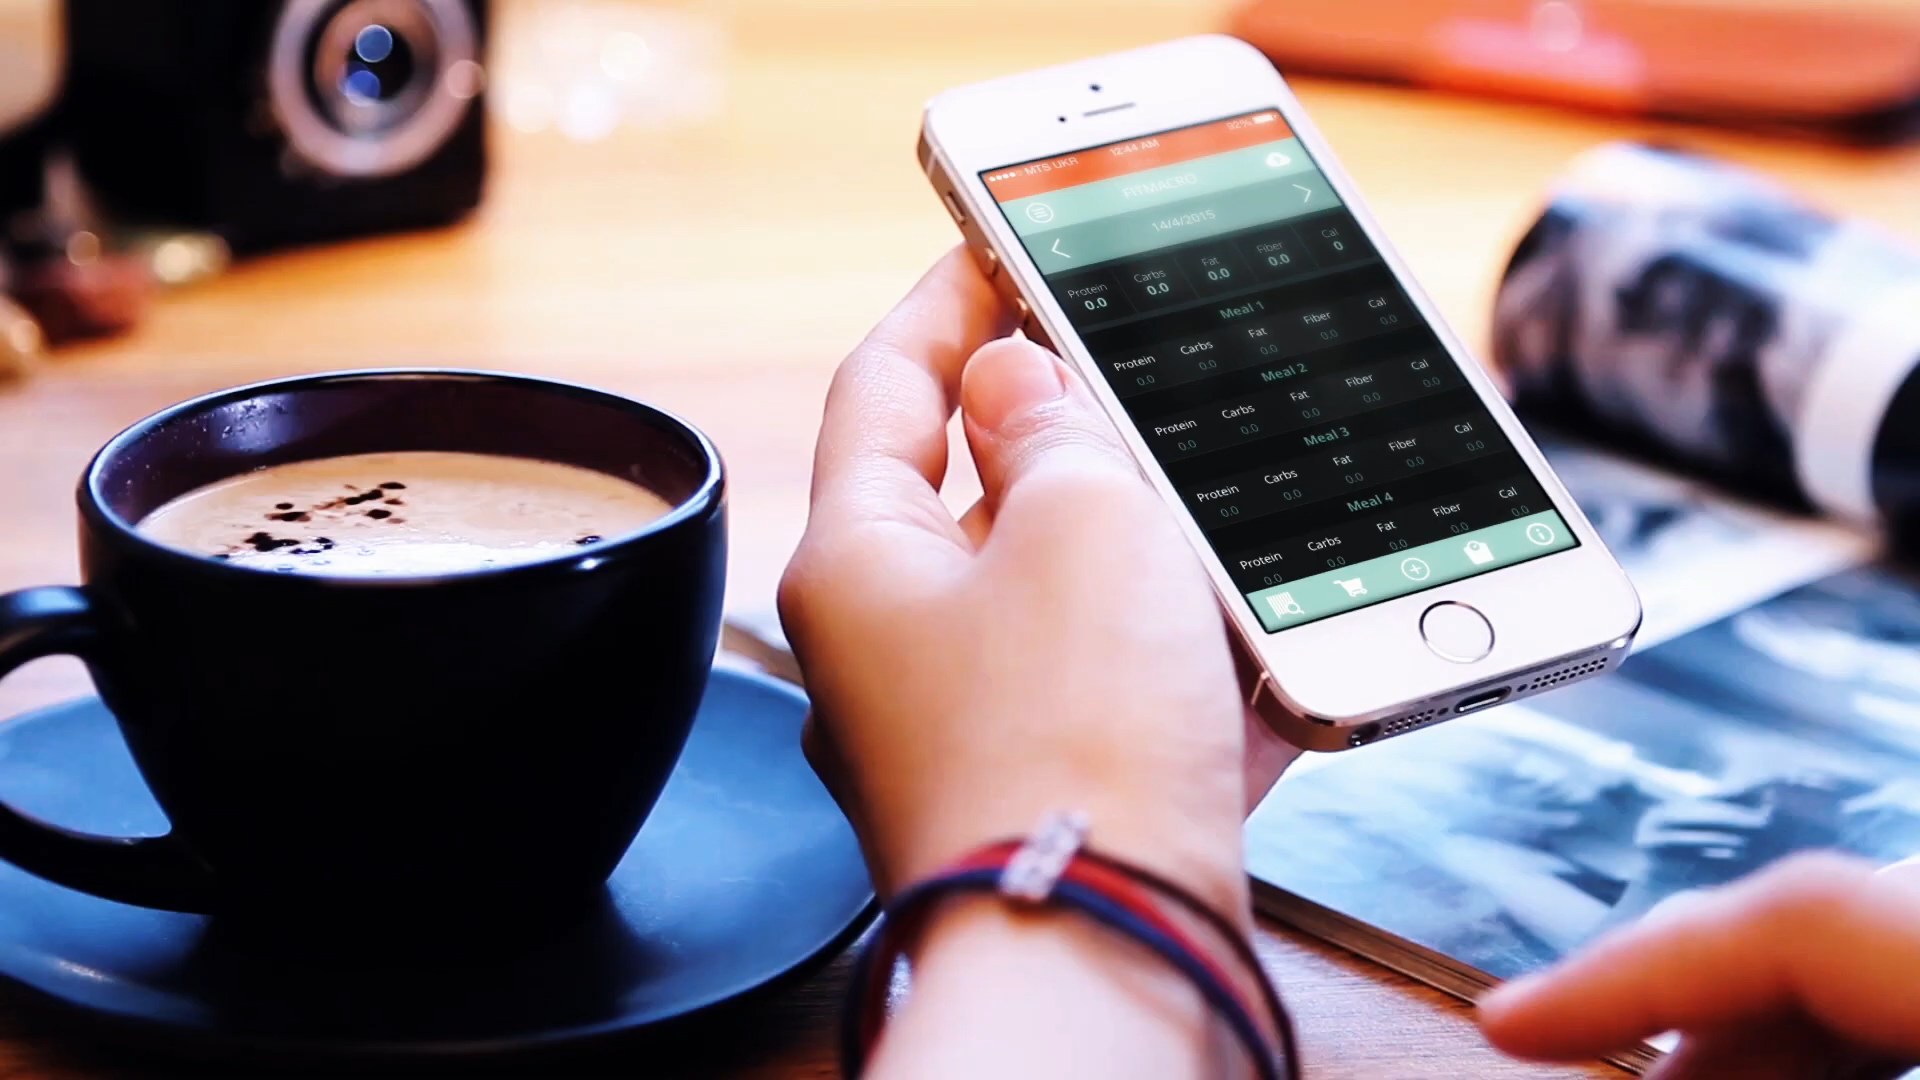 MTS UKR 12:44 AM 92%
FITMACRO
14/4/2015
Protein Carbs Fat Fiber Cal
0.0 0.0 0.0 0.0 0
Meal 1
Protein Carbs Fat Fiber Cal
0.0 0.0 0.0 0.0 0.0
Meal 2
Protein Carbs Fat Fiber Cal
0.0 0.0 0.0 0.0 0.0
Meal 3
Protein Carbs Fat Fiber Cal
0.0 0.0 0.0 0.0 0.0
Meal 4
Protein Carbs Fat Fiber Cal
0.0 0.0 0.0 0.0 0.0